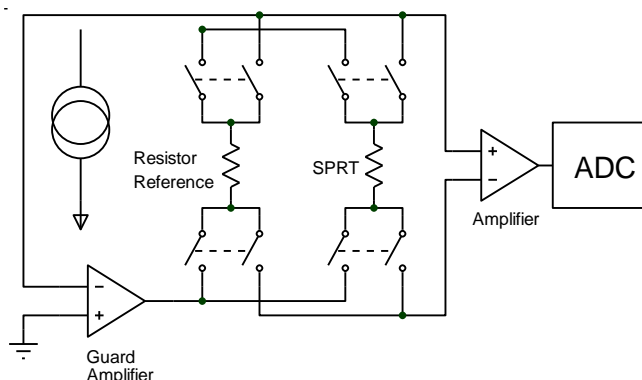 Resistor
Reference
SPRT
+
−
ADC
Amplifier
−
+
Guard
Amplifier